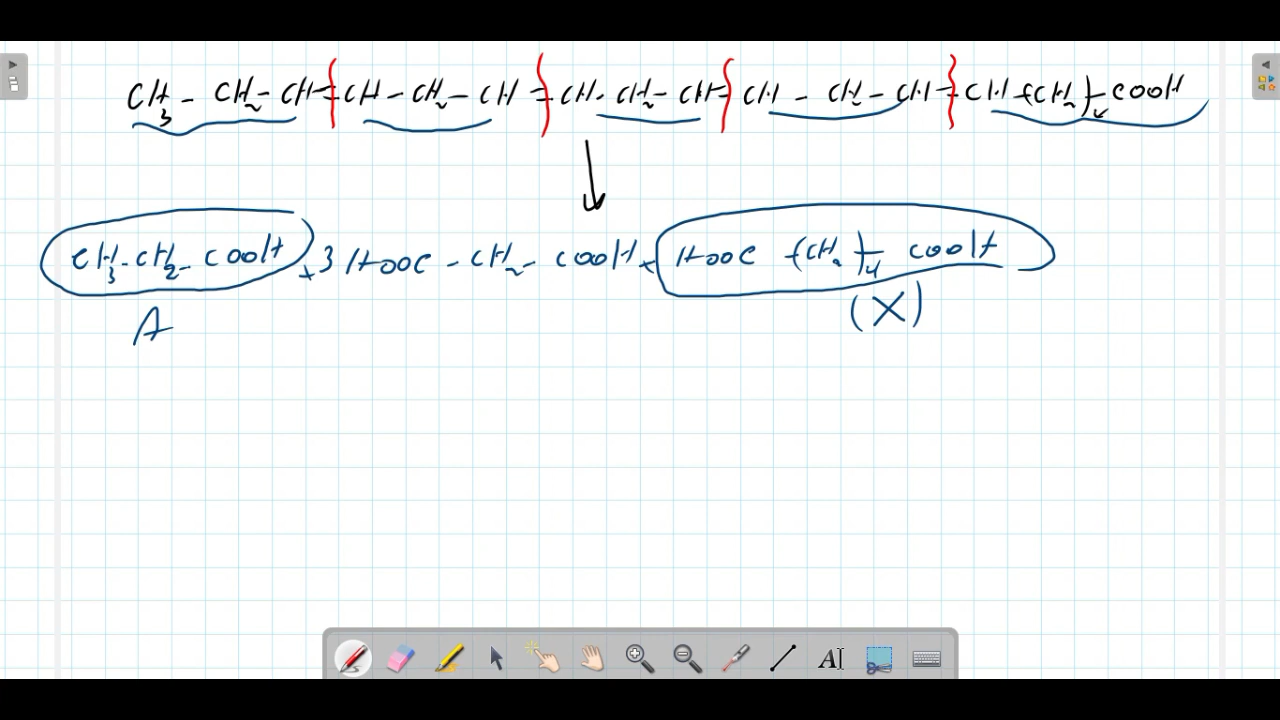 CH₃ - CH₂ - CH = CH - CH₂ - CH = CH - CH₂ - CH = CH - CH₂ - CH = CH (CH₂)₄ - COOH
CH₃ - CH₂ - COOH + 3 HOOC - CH₂ - COOH + HOOC (CH₂)₄ COOH
A (X)
AI